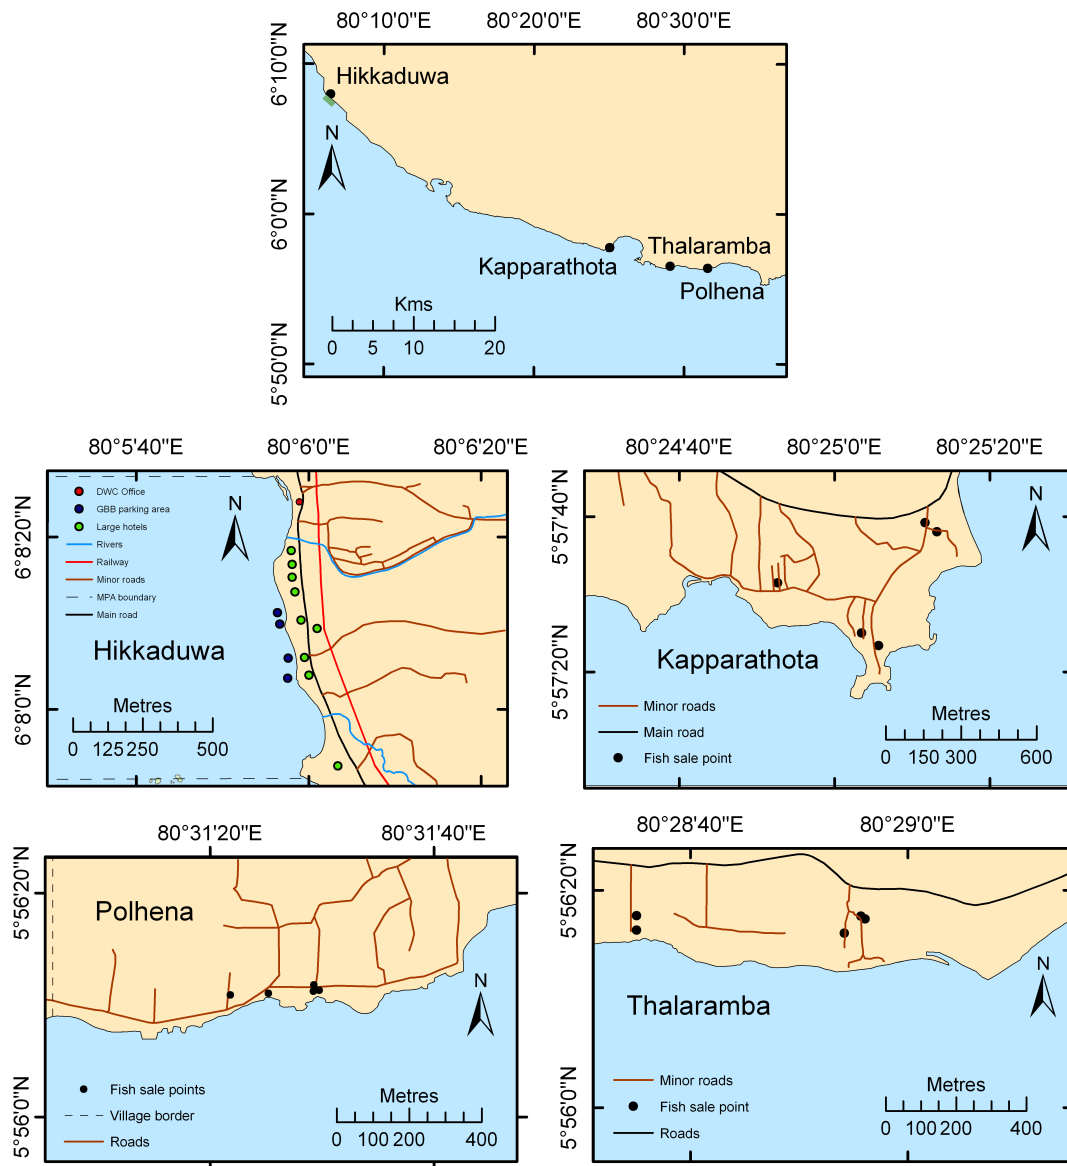 80°10'0"E 80°20'0"E 80°30'0"E
6°10'0"N
Hikkaduwa
N
6°0'0"N
Thalaramba
Kapparathota
Polhena
Kms
0 5 10 20
5°50'0"N
80°5'40"E 80°6'0"E 80°6'20"E
DWC Office
GBB parking area
Large hotels
Rivers
Railway
Minor roads
MPA boundary
Main road
N
6°8'20"N
Hikkaduwa
Metres
0 125 250 500
6°8'0"N
80°24'40"E 80°25'0"E 80°25'20"E
5°57'40"N
N
Kapparathota
5°57'20"N
Minor roads
Main road
Fish sale point
Metres
0 150 300 600
80°31'20"E 80°31'40"E
5°56'20"N
Polhena
N
Fish sale points
Village border
Roads
Metres
0 100 200 400
5°56'0"N
80°28'40"E 80°29'0"E
5°56'20"N
Thalaramba
N
Minor roads
Fish sale point
Roads
Metres
0 100 200 400
5°56'0"N